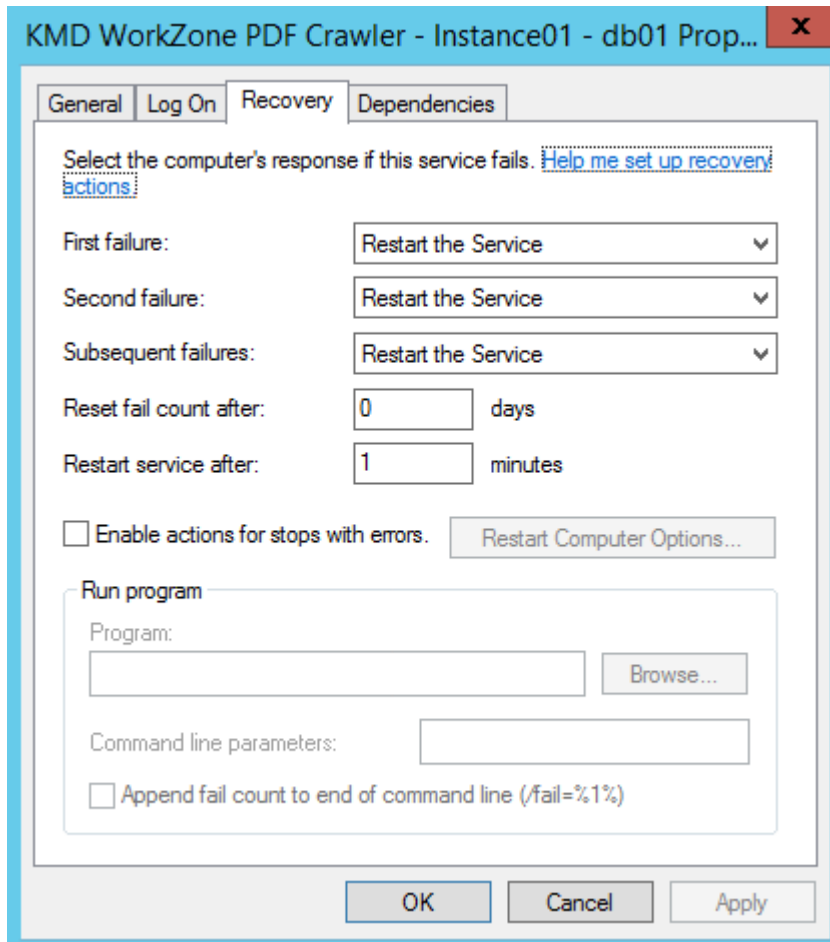 KMD WorkZone PDF Crawler - Instance01 - db01 Prop... x
General Log On Recovery Dependencies
Select the computer's response if this service fails. Help me set up recovery
actions.
First failure: Restart the Service
Second failure: Restart the Service
Subsequent failures: Restart the Service
Reset fail count after: 0 days
Restart service after: 1 minutes
Enable actions for stops with errors. Restart Computer Options...
Run program
Program:
Browse...
Command line parameters:
Append fail count to end of command line (/fail=%1%)
OK Cancel Apply